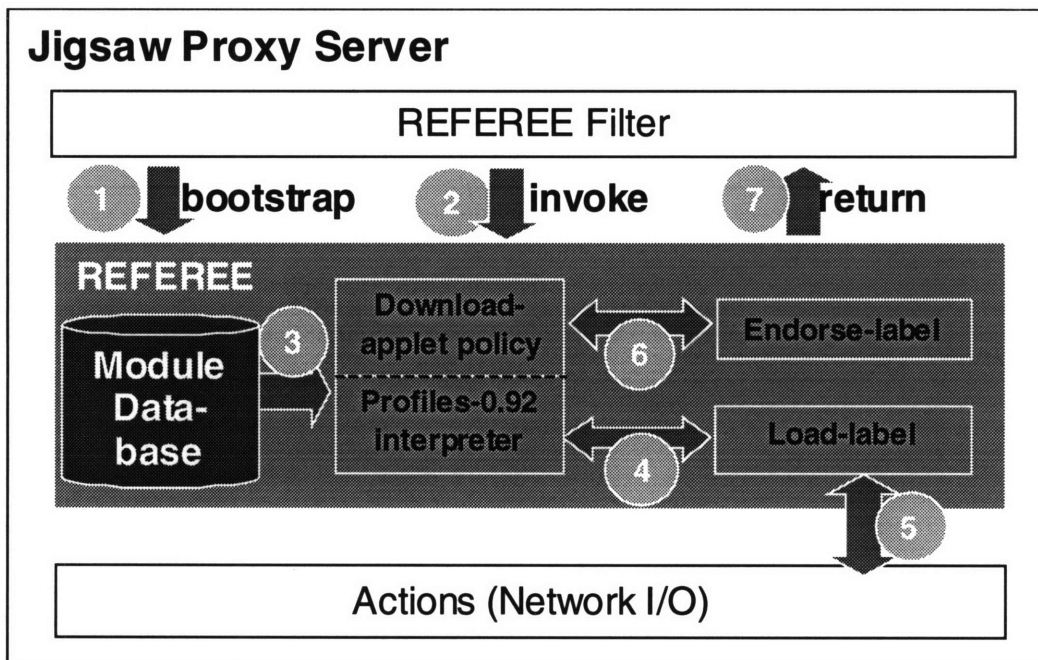 Jigsaw Proxy Server
REFEREE Filter
1 bootstrap
2 invoke
7 return
REFEREE
Module
Data-
base
3
Download-
applet policy
Profiles-0.92
interpreter
6
Endorse-label
4
Load-label
5
Actions (Network I/O)